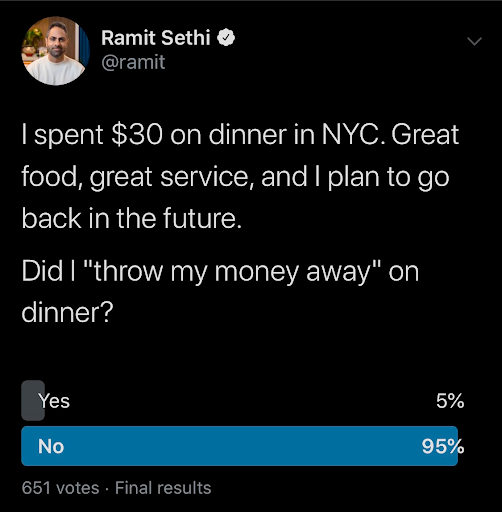 Ramit Sethi
@ramit
I spent $30 on dinner in NYC. Great
food, great service, and I plan to go
back in the future.
Did I "throw my money away" on
dinner?
Yes 5%
No 95%
651 votes · Final results